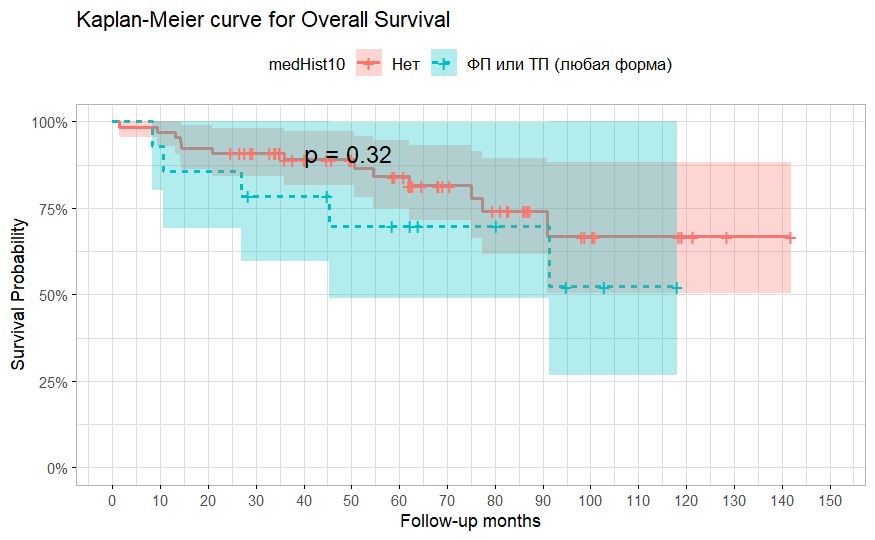 Kaplan-Meier curve for Overall Survival
medHist10 Нет ФП или ТП (любая форма)
100%
p = 0.32
75%
50%
25%
0%
Survival Probability
0 10 20 30 40 50 60 70 80 90 100 110 120 130 140 150
Follow-up months